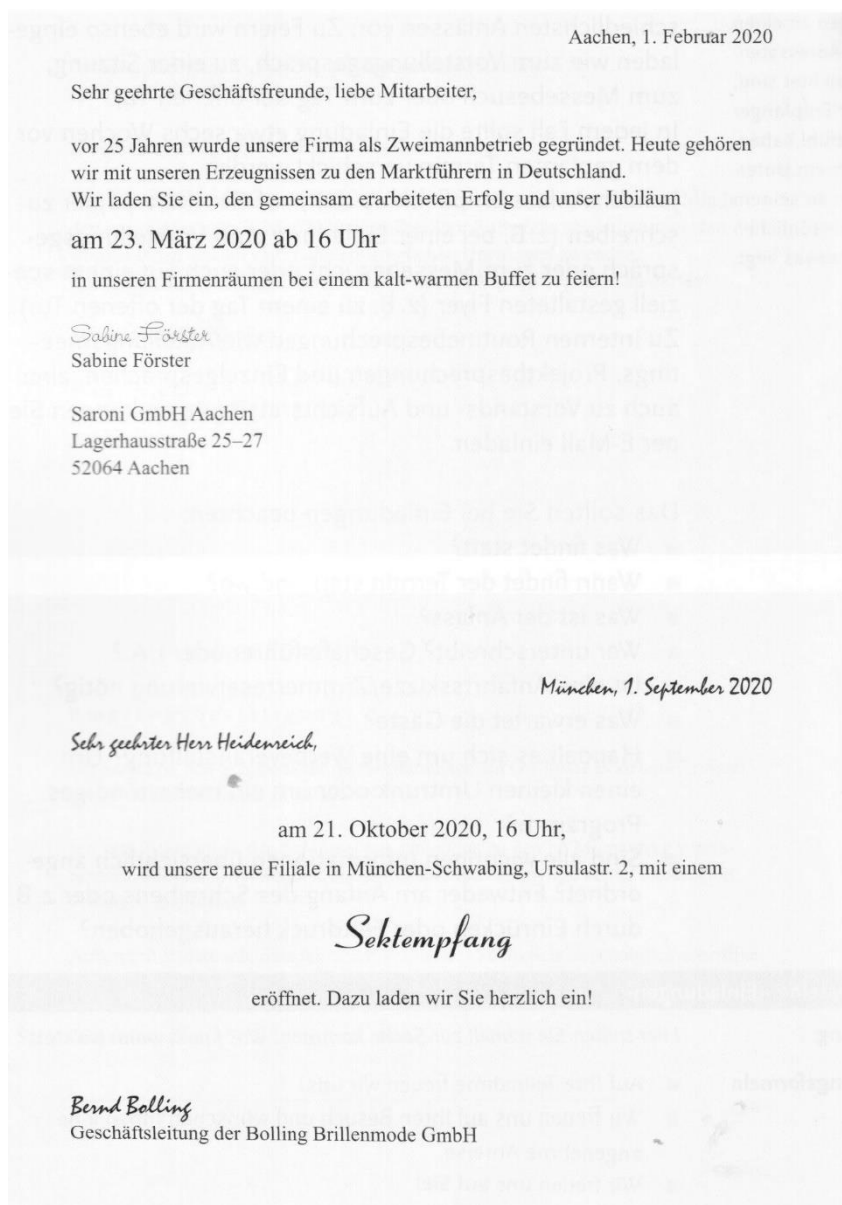 Aachen, 1. Februar 2020
Sehr geehrte Geschäftsfreunde, liebe Mitarbeiter,
vor 25 Jahren wurde unsere Firma als Zweimannbetrieb gegründet. Heute gehören
wir mit unseren Erzeugnissen zu den Marktführern in Deutschland.
Wir laden Sie ein, den gemeinsam erarbeiteten Erfolg und unser Jubiläum
am 23. März 2020 ab 16 Uhr
in unseren Firmenräumen bei einem kalt-warmen Buffet zu feiern!
Sabine Förster
Sabine Förster
Saroni GmbH Aachen
Lagerhausstraße 25–27
52064 Aachen
München, 1. September 2020
Sehr geehrter Herr Heidenreich,
am 21. Oktober 2020, 16 Uhr,
wird unsere neue Filiale in München-Schwabing, Ursulastr. 2, mit einem
Sektempfang
eröffnet. Dazu laden wir Sie herzlich ein!
Bernd Bolling
Geschäftsleitung der Bolling Brillenmode GmbH